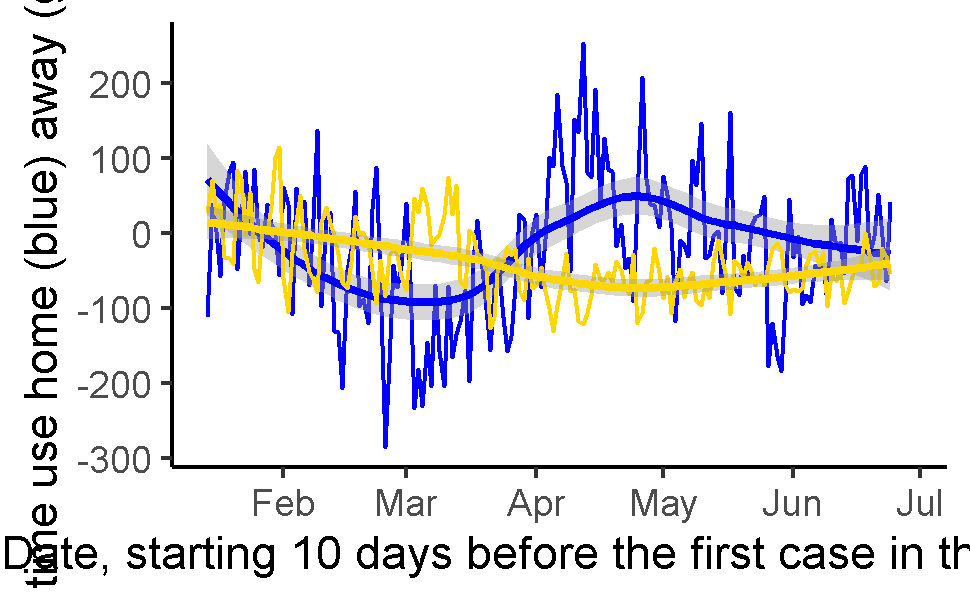 time use home (blue) away (
200
100
0
-100
-200
-300
Feb Mar Apr May Jun Jul
Date, starting 10 days before the first case in th